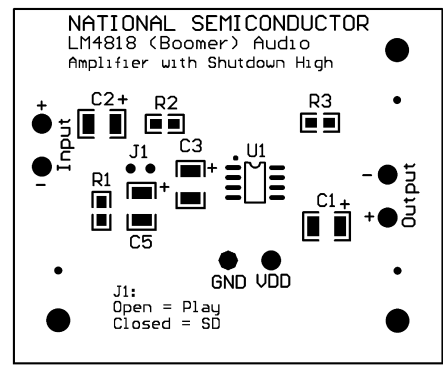 NATIONAL SEMICONDUCTOR
LM4818 (Boomer) Audio
Amplifier with Shutdown High
C2+
R2
R3
+
Input
-
J1
C3
+
U1
R1
+
C5
C1+
-
Output
+
GND VDD
J1:
Open = Play
Closed = SD